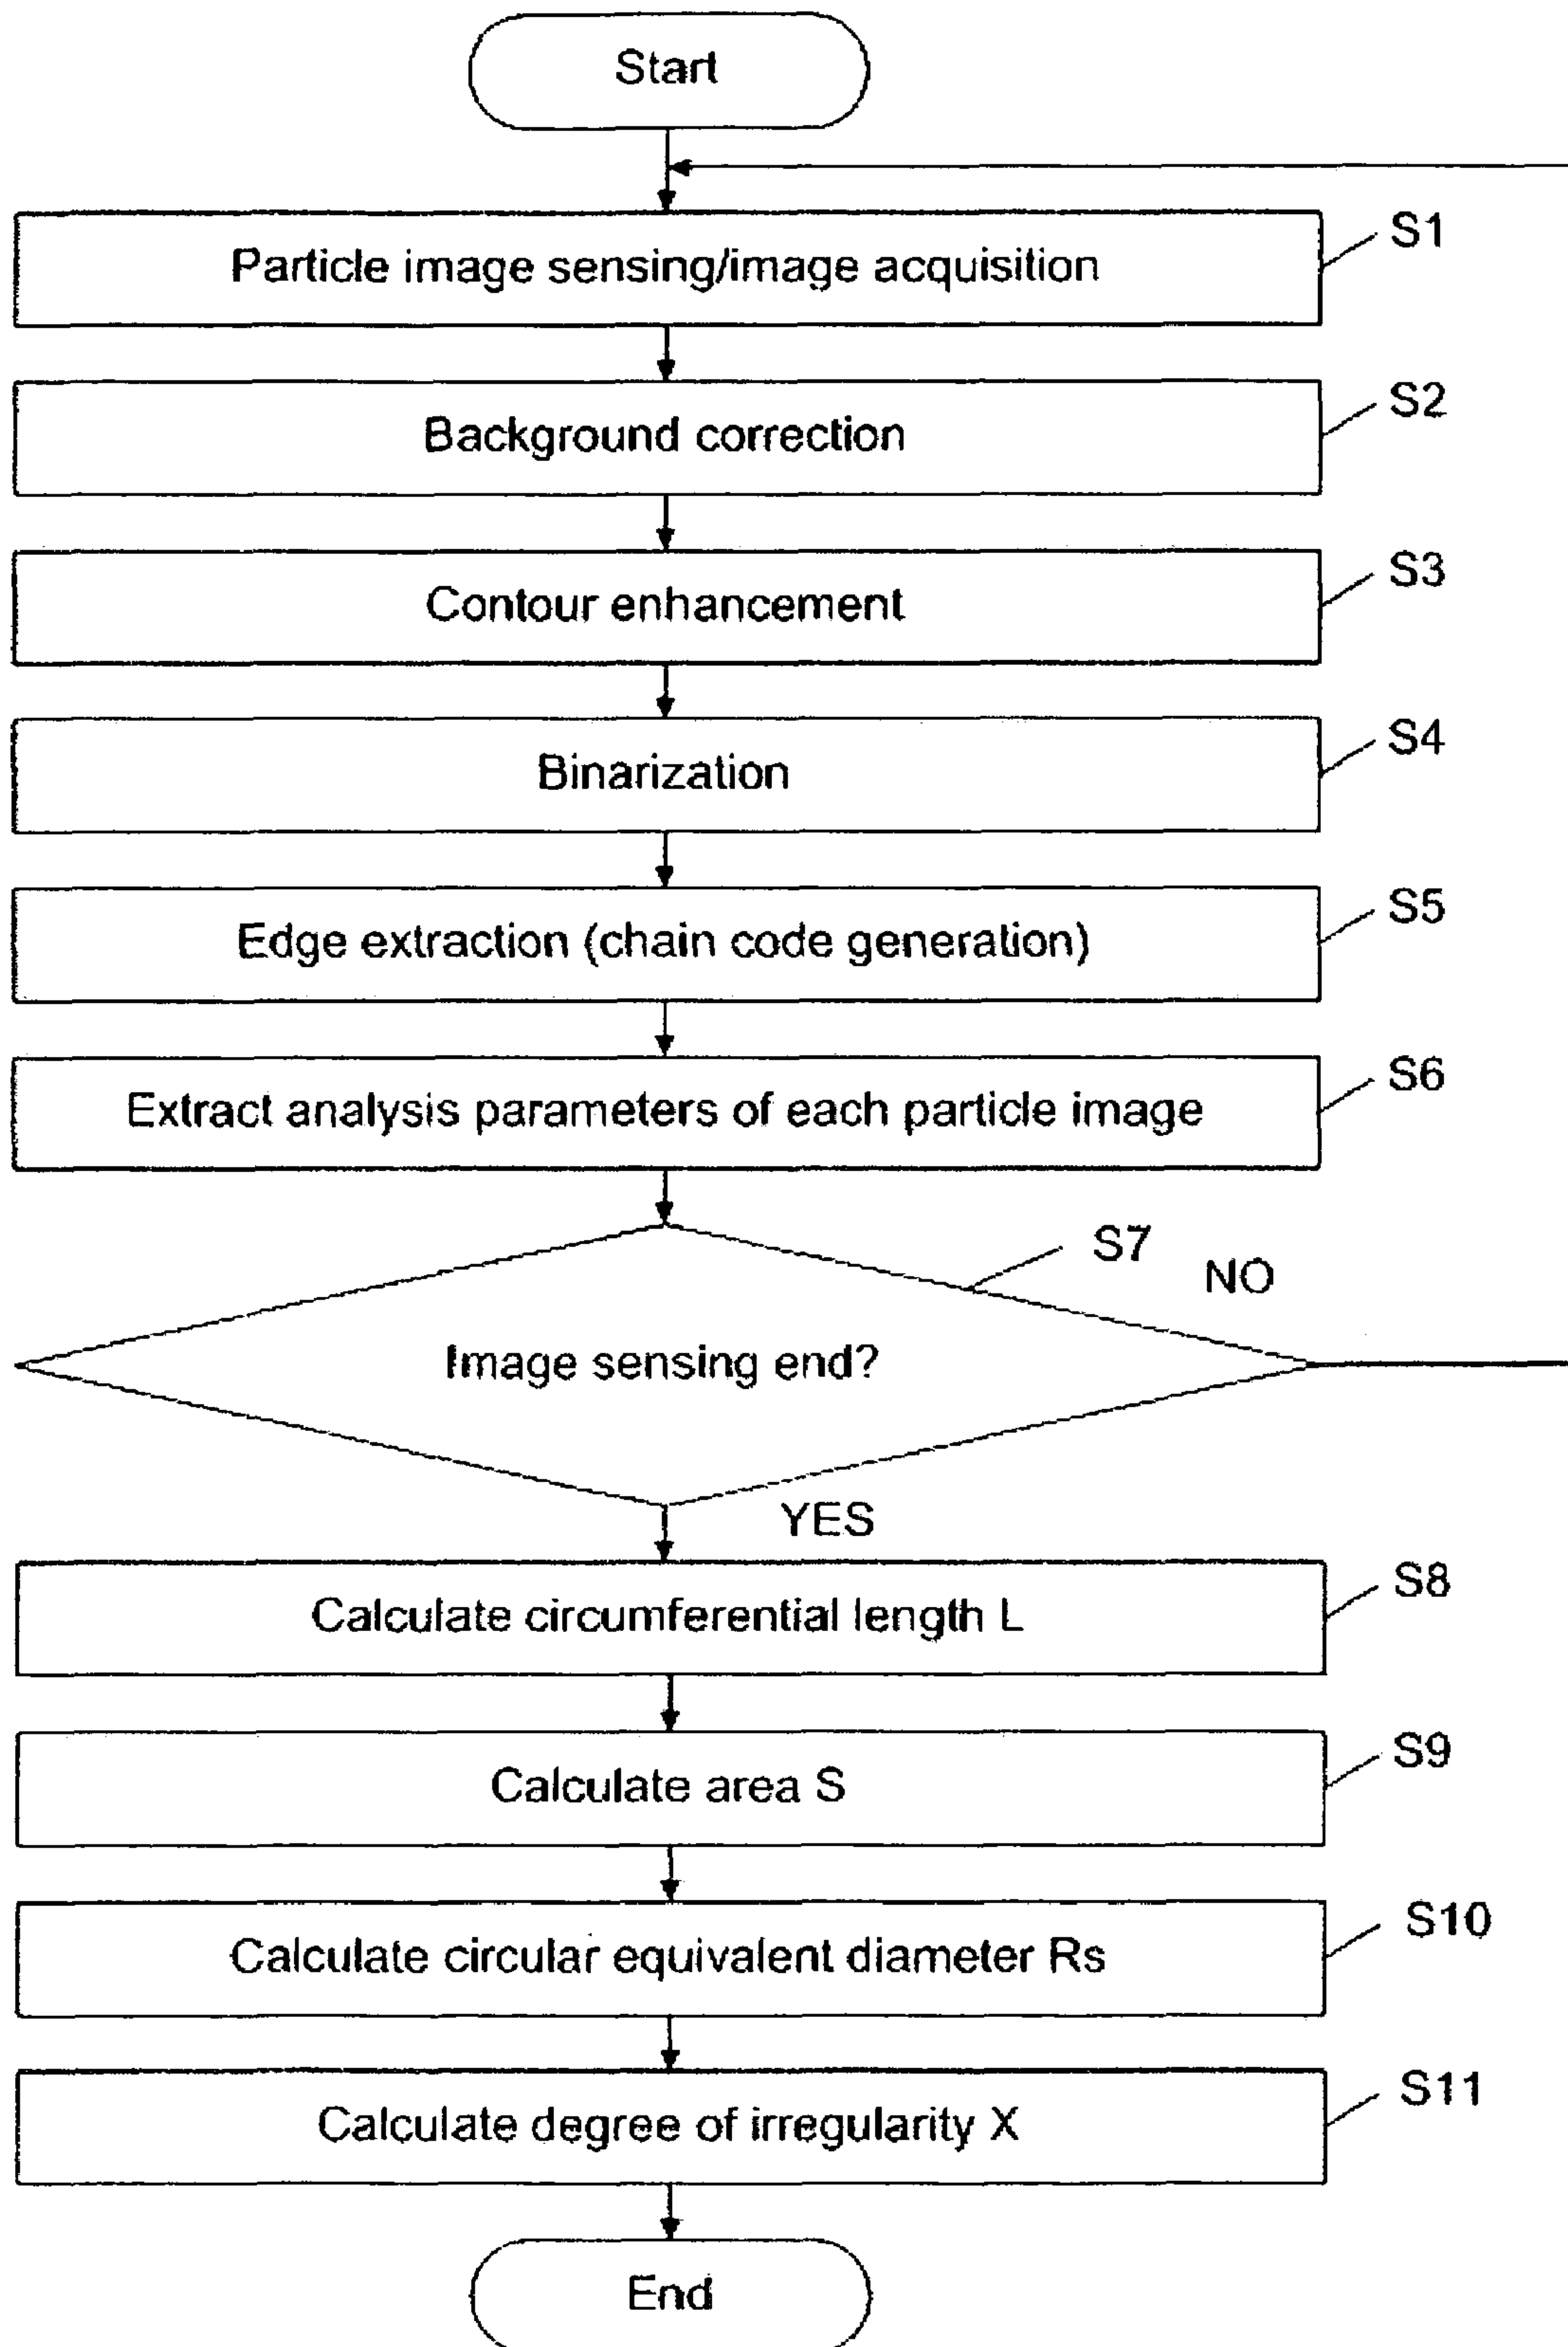 Start
Particle image sensing/image acquisition
S1
Background correction
S2
Contour enhancement
S3
Binarization
S4
Edge extraction (chain code generation)
S5
Extract analysis parameters of each particle image
S6
S7
NO
Image sensing end?
YES
Calculate circumferential length L
S8
Calculate area S
S9
Calculate circular equivalent diameter Rs
S10
Calculate degree of irregularity X
S11
End